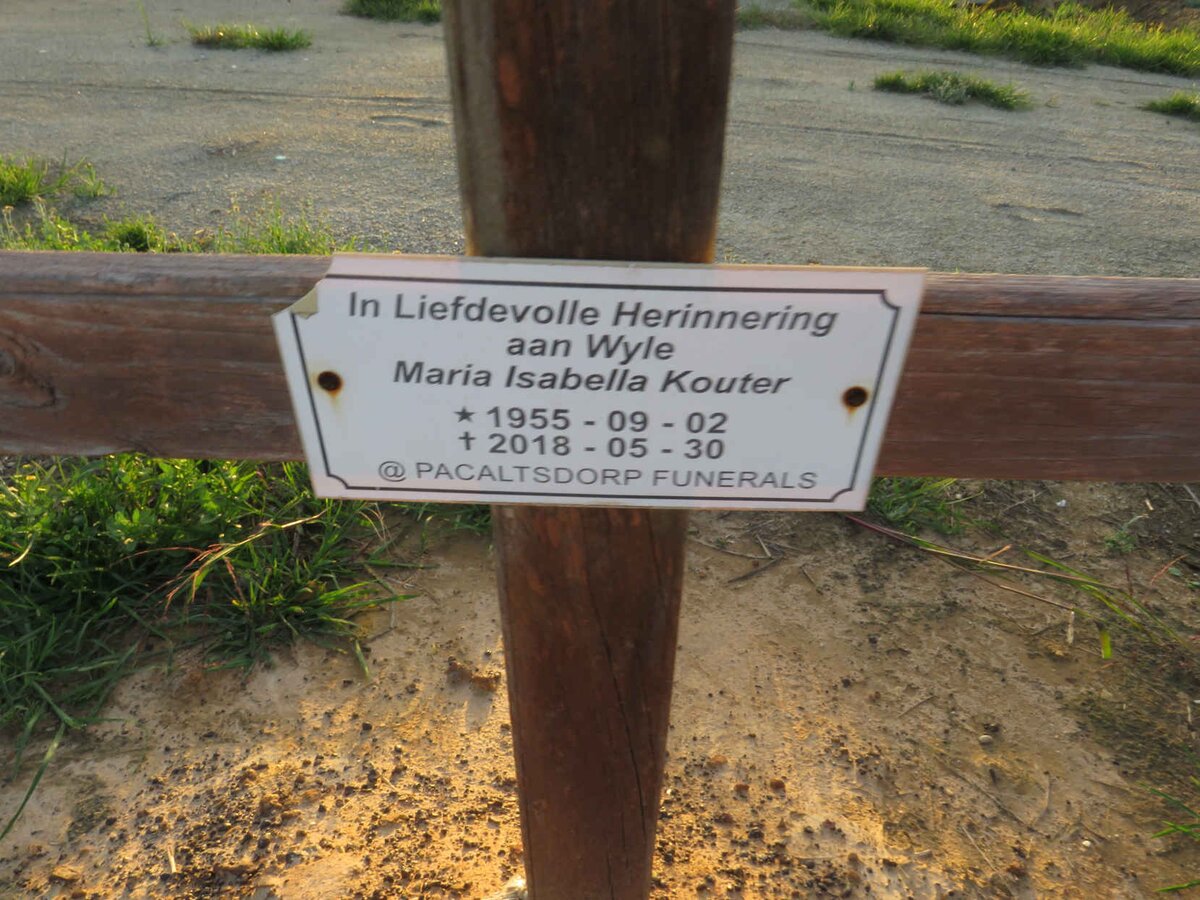 In Liefdevolle Herinnering
aan Wyle
Maria Isabella Kouter
★ 1955 - 09 - 02
✝ 2018 - 05 - 30
@ PACALTSDORP FUNERALS